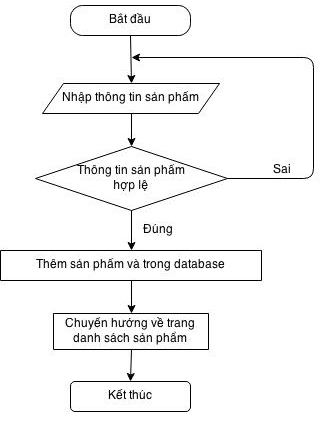 Bắt đầu
Nhập thông tin sản phẩm
Thông tin sản phẩm
hợp lệ
Sai
Đúng
Thêm sản phẩm và trong database
Chuyển hướng về trang
danh sách sản phẩm
Kết thúc